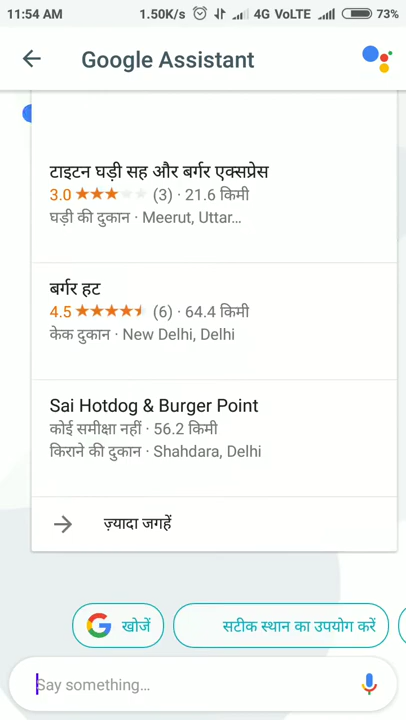 11:54 AM 1.50K/s 4G VoLTE 73%
Google Assistant
टाइटन घड़ी सह और बर्गर एक्सप्रेस
3.0 ★★★★★ (3) · 21.6 किमी
घड़ी की दुकान · Meerut, Uttar...
बर्गर हट
4.5 ★★★★★ (6) · 64.4 किमी
केक दुकान · New Delhi, Delhi
Sai Hotdog & Burger Point
कोई समीक्षा नहीं · 56.2 किमी
किराने की दुकान · Shahdara, Delhi
→ ज़्यादा जगहें
खोजें सटीक स्थान का उपयोग करें
Say something...